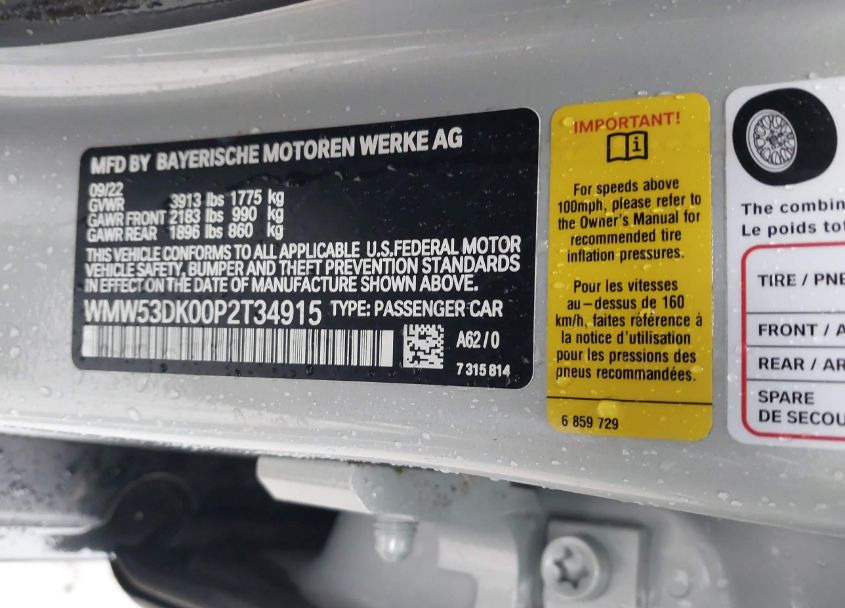 MFD BY BAYERISCHE MOTOREN WERKE AG
09/22
GVWR 3913 lbs 1775 kg
GAWR FRONT 2183 lbs 990 kg
GAWR REAR 1896 lbs 860 kg
THIS VEHICLE CONFORMS TO ALL APPLICABLE U.S.FEDERAL MOTOR
VEHICLE SAFETY, BUMPER AND THEFT PREVENTION STANDARDS
IN EFFECT ON THE DATE OF MANUFACTURE SHOWN ABOVE.
WMW53DK00P2T34915 TYPE: PASSENGER CAR
A62/0
7 315 814
IMPORTANT!
For speeds above
100mph, please refer to
the Owner's Manual for
recommended tire
inflation pressures.
Pour les vitesses
au-dessus de 160
km/h, faites référence à
la notice d'utilisation
pour les pressions des
pneus recommandées.
6 859 729
The combin
Le poids tot
TIRE / PNE
FRONT / A
REAR / AR
SPARE
DE SECOU